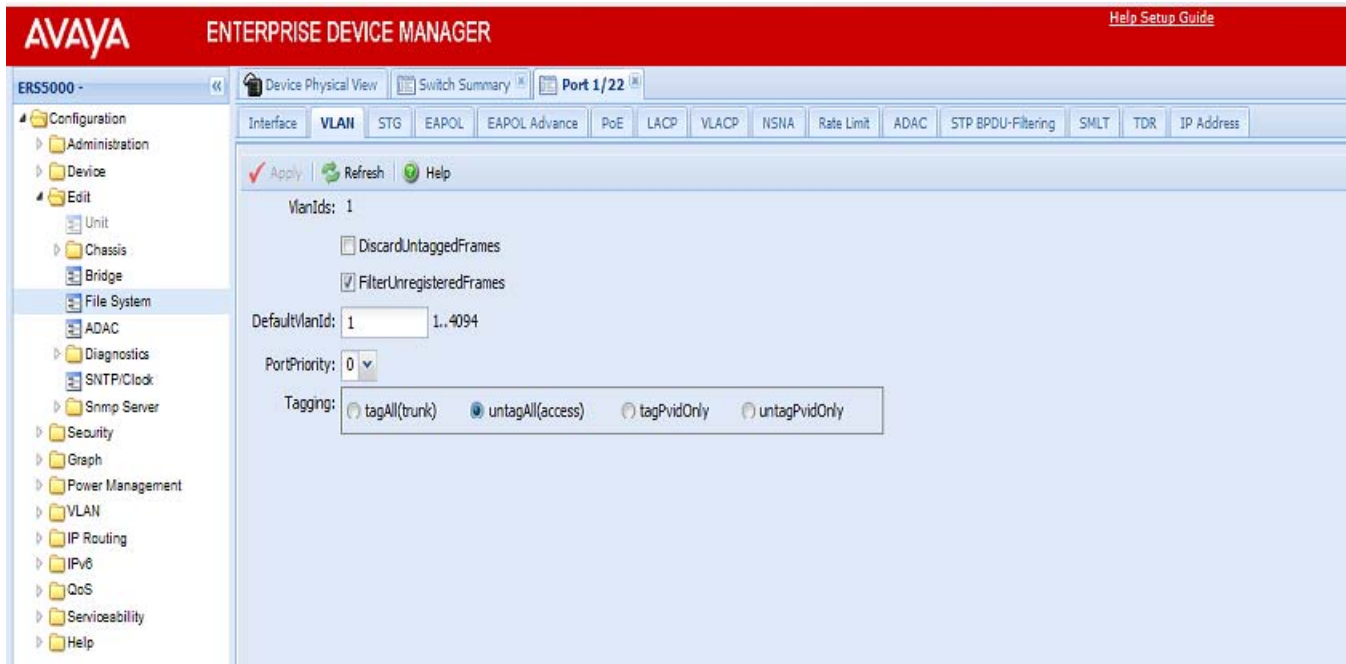 AVAYA ENTERPRISE DEVICE MANAGER
Help Setup Guide
ERS5000 -
Configuration
Administration
Device
Edit
Unit
Chassis
Bridge
File System
ADAC
Diagnostics
SNTP/Clock
Snmp Server
Security
Graph
Power Management
VLAN
IP Routing
IPv6
QoS
Serviceability
Help
Device Physical View Switch Summary Port 1/22
Interface VLAN STG EAPOL EAPOL Advance PoE LACP VLACP NSNA Rate Limit ADAC STP BPDU-Filtering SMLT TDR IP Address
Apply Refresh Help
VlanIds: 1
DiscardUntaggedFrames
FilterUnregisteredFrames
DefaultVlanId: 1 1..4094
PortPriority: 0
Tagging: tagAll(trunk) untagAll(access) tagPvidOnly untagPvidOnly